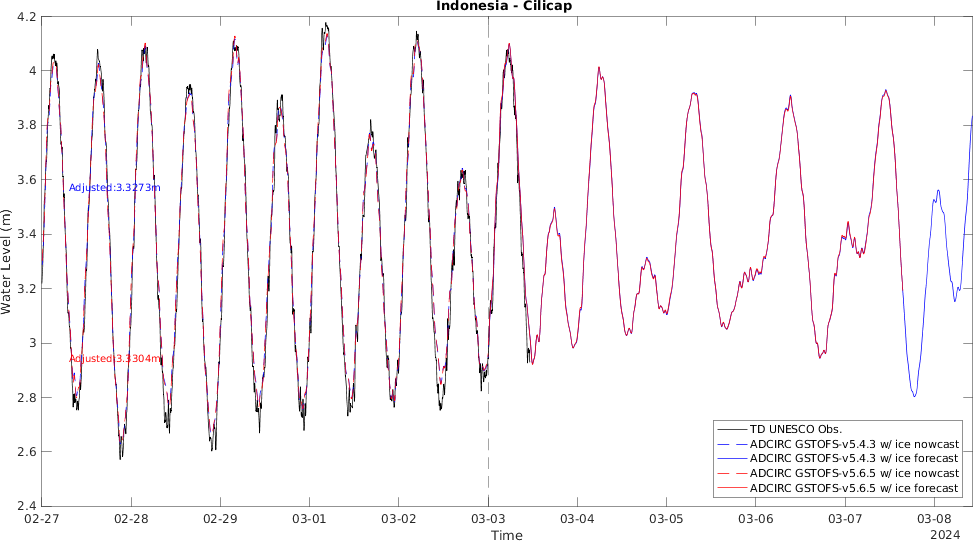 Indonesia - Cilicap
4.2
4
3.8
3.6
3.4
3.2
3
2.8
2.6
2.4
Water Level (m)
Adjusted:3.3273m
Adjusted:3.3304m
TD UNESCO Obs.
ADCIRC GSTOFS-v5.4.3 w/ ice nowcast
ADCIRC GSTOFS-v5.4.3 w/ ice forecast
ADCIRC GSTOFS-v5.6.5 w/ ice nowcast
ADCIRC GSTOFS-v5.6.5 w/ ice forecast
02-27 02-28 02-29 03-01 03-02 03-03 03-04 03-05 03-06 03-07 03-08
Time
2024